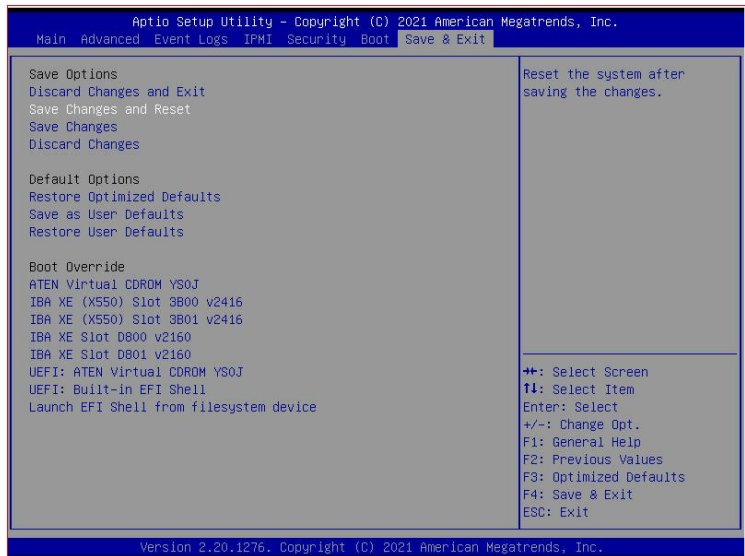 Aptio Setup Utility – Copyright (C) 2021 American Megatrends, Inc.
Main Advanced Event Logs IPMI Security Boot Save & Exit
Save Options
Discard Changes and Exit
Save Changes and Reset
Save Changes
Discard Changes
Default Options
Restore Optimized Defaults
Save as User Defaults
Restore User Defaults
Boot Override
ATEN Virtual CDROM YS0J
IBA XE (X550) Slot 3B00 v2416
IBA XE (X550) Slot 3B01 v2416
IBA XE Slot D800 v2160
IBA XE Slot D801 v2160
UEFI: ATEN Virtual CDROM YS0J
UEFI: Built-in EFI Shell
Launch EFI Shell from filesystem device
Reset the system after
saving the changes.
→←: Select Screen
↑↓: Select Item
Enter: Select
+/-: Change Opt.
F1: General Help
F2: Previous Values
F3: Optimized Defaults
F4: Save & Exit
ESC: Exit
Version 2.20.1276. Copyright (C) 2021 American Megatrends, Inc.